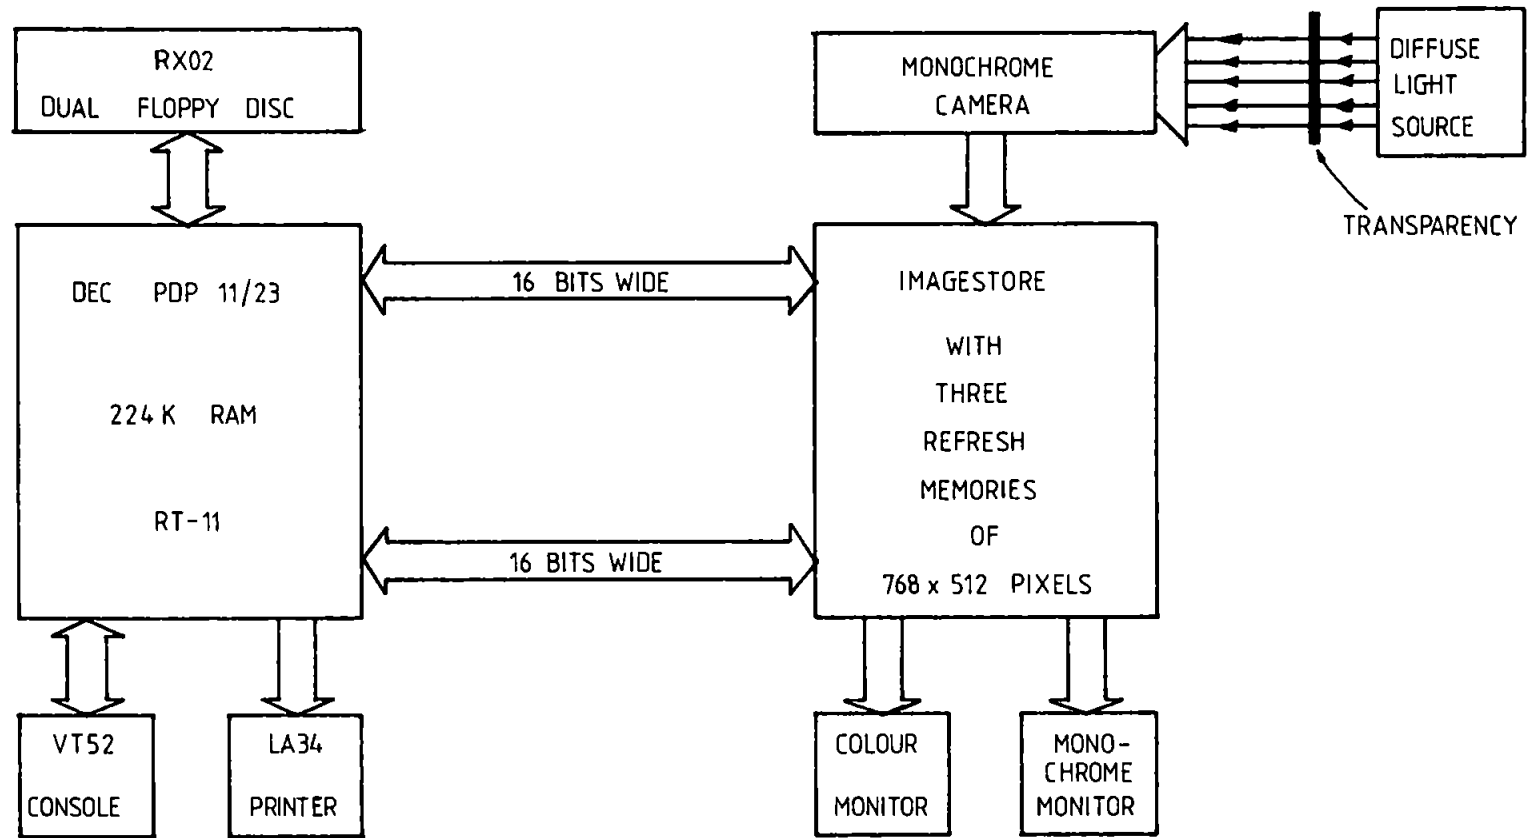 RX02
DUAL FLOPPY DISC
MONOCHROME
CAMERA
DIFFUSE
LIGHT
SOURCE
TRANSPARENCY
DEC PDP 11/23
224K RAM
RT-11
16 BITS WIDE
16 BITS WIDE
IMAGESTORE
WITH
THREE
REFRESH
MEMORIES
OF
768 x 512 PIXELS
VT52
CONSOLE
LA34
PRINTER
COLOUR
MONITOR
MONO-
CHROME
MONITOR